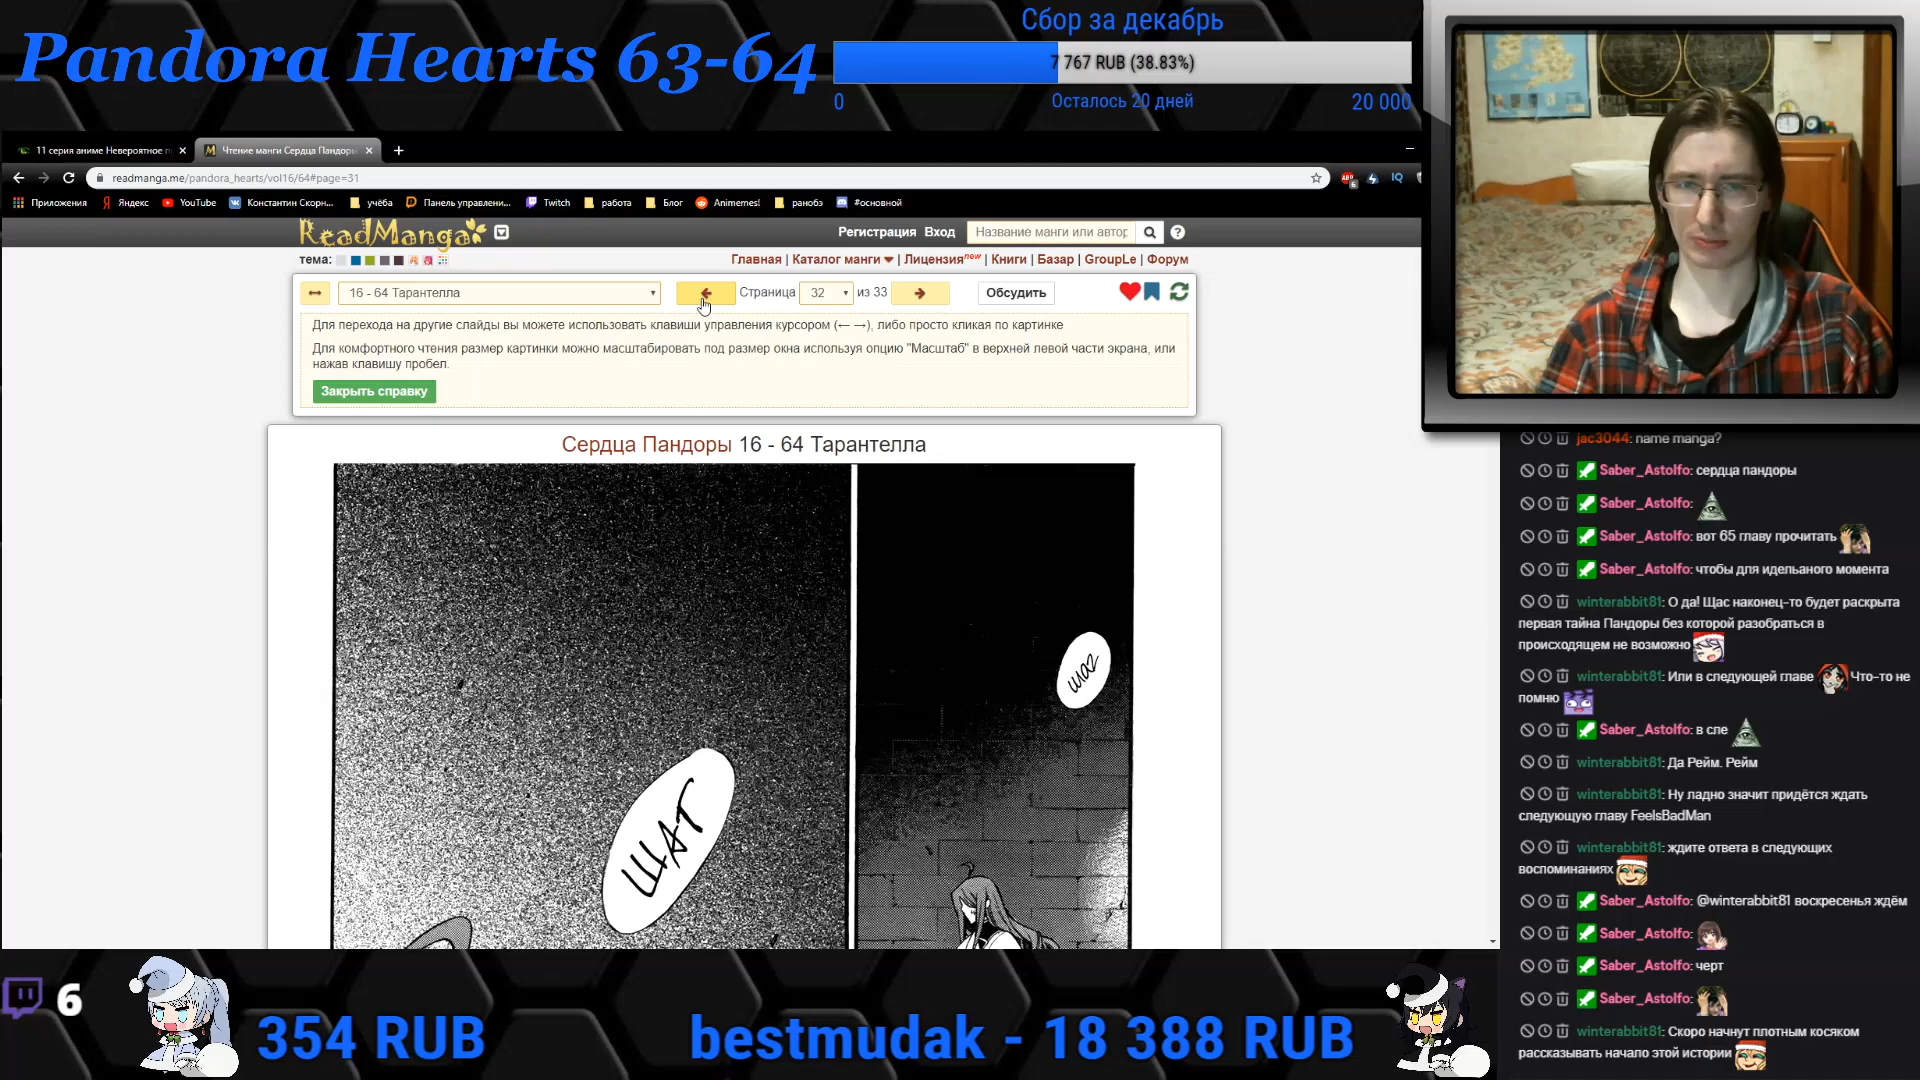 Pandora Hearts 63-64
Сбор за декабрь
7 767 RUB (38.83%)
0
Осталось 20 дней
20 000
11 серия аниме Невероятное п
Чтение манги Сердца Пандоры
readmanga.me/pandora_hearts/vol16/64#page=31
Приложения
Яндекс
YouTube
Константин Скорн...
учёба
Панель управлени...
Twitch
работа
Блог
Animemes!
ранобэ
#основной
ReadManga
Регистрация
Вход
Название манги или автор
тема:
Главная | Каталог манги | Лицензия new | Книги | Базар | GroupLe | Форум
16 - 64 Тарантелла
Страница 32 из 33
Обсудить
Для перехода на другие слайды вы можете использовать клавиши управления курсором (← →), либо просто кликая по картинке
Для комфортного чтения размер картинки можно масштабировать под размер окна используя опцию "Масштаб" в верхней левой части экрана, или
нажав клавишу пробел.
Закрыть справку
Сердца Пандоры 16 - 64 Тарантелла
шаг
ШАГ
jac3044: name manga?
Saber_Astolfo: сердца пандоры
Saber_Astolfo:
Saber_Astolfo: вот 65 главу прочитать
Saber_Astolfo: чтобы для идельаного момента
winterabbit81: О да! Щас наконец-то будет раскрыта
первая тайна Пандоры без которой разобраться в
происходящем не возможно
winterabbit81: Или в следующей главе Что-то не
помню
Saber_Astolfo: в сле
winterabbit81: Да Рейм. Рейм
winterabbit81: Ну ладно значит придётся ждать
следующую главу FeelsBadMan
winterabbit81: ждите ответа в следующих
воспоминаниях
Saber_Astolfo: @winterabbit81 воскресенья ждём
Saber_Astolfo:
Saber_Astolfo: черт
Saber_Astolfo:
winterabbit81: Скоро начнут плотным косяком
рассказывать начало этой истории
6
354 RUB
bestmudak - 18 388 RUB